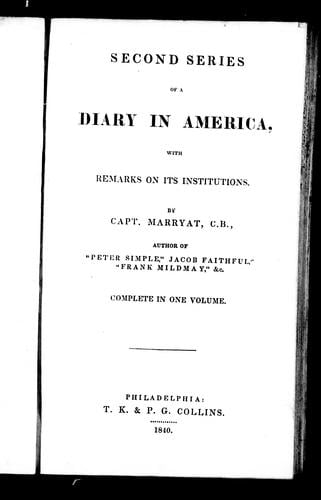 SECOND SERIES
OF A
DIARY IN AMERICA,
WITH
REMARKS ON ITS INSTITUTIONS.
BY
CAPT. MARRYAT, C.B.,
AUTHOR OF
"PETER SIMPLE," JACOB FAITHFUL,"
"FRANK MILDMAY," &c.
COMPLETE IN ONE VOLUME.
PHILADELPHIA:
T. K. & P. G. COLLINS.
1840.